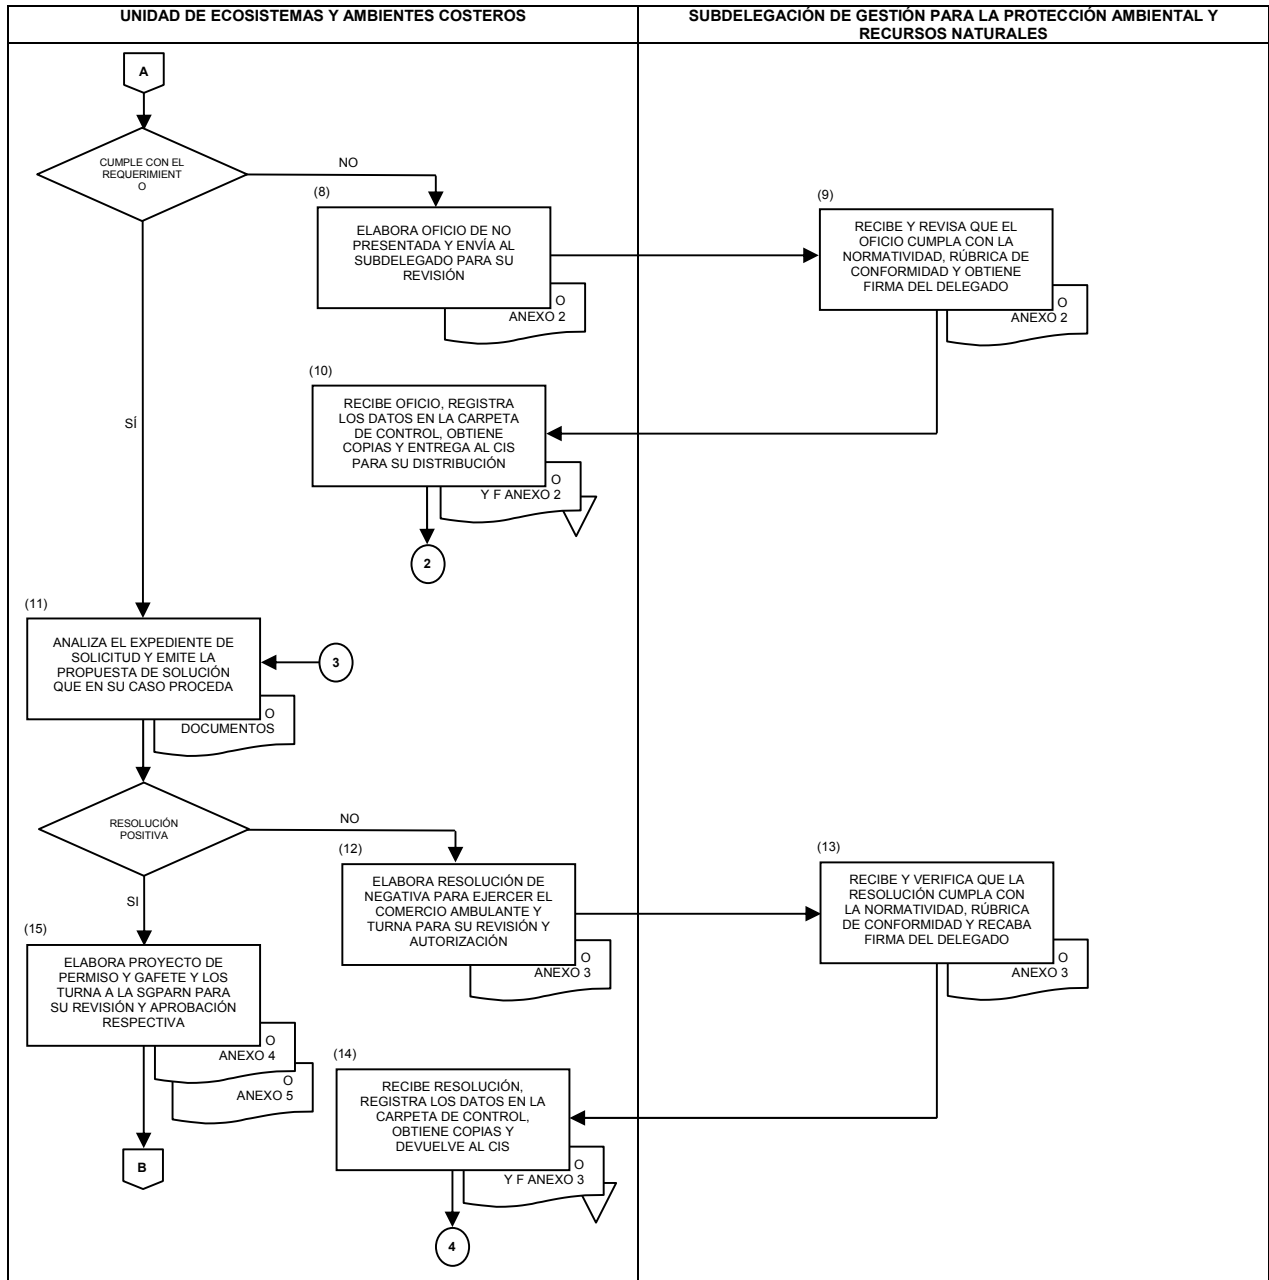 UNIDAD DE ECOSISTEMAS Y AMBIENTES COSTEROS
SUBDELEGACIÓN DE GESTIÓN PARA LA PROTECCIÓN AMBIENTAL Y
RECURSOS NATURALES
A
CUMPLE CON EL
REQUERIMIENT
O
NO
(8)
ELABORA OFICIO DE NO
PRESENTADA Y ENVÍA AL
SUBDELEGADO PARA SU
REVISIÓN
O
ANEXO 2
(9)
RECIBE Y REVISA QUE EL
OFICIO CUMPLA CON LA
NORMATIVIDAD, RÚBRICA DE
CONFORMIDAD Y OBTIENE
FIRMA DEL DELEGADO
O
ANEXO 2
(10)
RECIBE OFICIO, REGISTRA
LOS DATOS EN LA CARPETA
DE CONTROL, OBTIENE
COPIAS Y ENTREGA AL CIS
PARA SU DISTRIBUCIÓN
O
Y F ANEXO 2
2
SÍ
(11)
ANALIZA EL EXPEDIENTE DE
SOLICITUD Y EMITE LA
PROPUESTA DE SOLUCIÓN
QUE EN SU CASO PROCEDA
O
DOCUMENTOS
3
RESOLUCIÓN
POSITIVA
NO
(12)
ELABORA RESOLUCIÓN DE
NEGATIVA PARA EJERCER EL
COMERCIO AMBULANTE Y
TURNA PARA SU REVISIÓN Y
AUTORIZACIÓN
O
ANEXO 3
(13)
RECIBE Y VERIFICA QUE LA
RESOLUCIÓN CUMPLA CON
LA NORMATIVIDAD, RÚBRICA
DE CONFORMIDAD Y RECABA
FIRMA DEL DELEGADO
O
ANEXO 3
SI
(15)
ELABORA PROYECTO DE
PERMISO Y GAFETE Y LOS
TURNA A LA SGPARN PARA
SU REVISIÓN Y APROBACIÓN
RESPECTIVA
O
ANEXO 4
O
ANEXO 5
B
(14)
RECIBE RESOLUCIÓN,
REGISTRA LOS DATOS EN LA
CARPETA DE CONTROL,
OBTIENE COPIAS Y
DEVUELVE AL CIS
O
Y F ANEXO 3
4